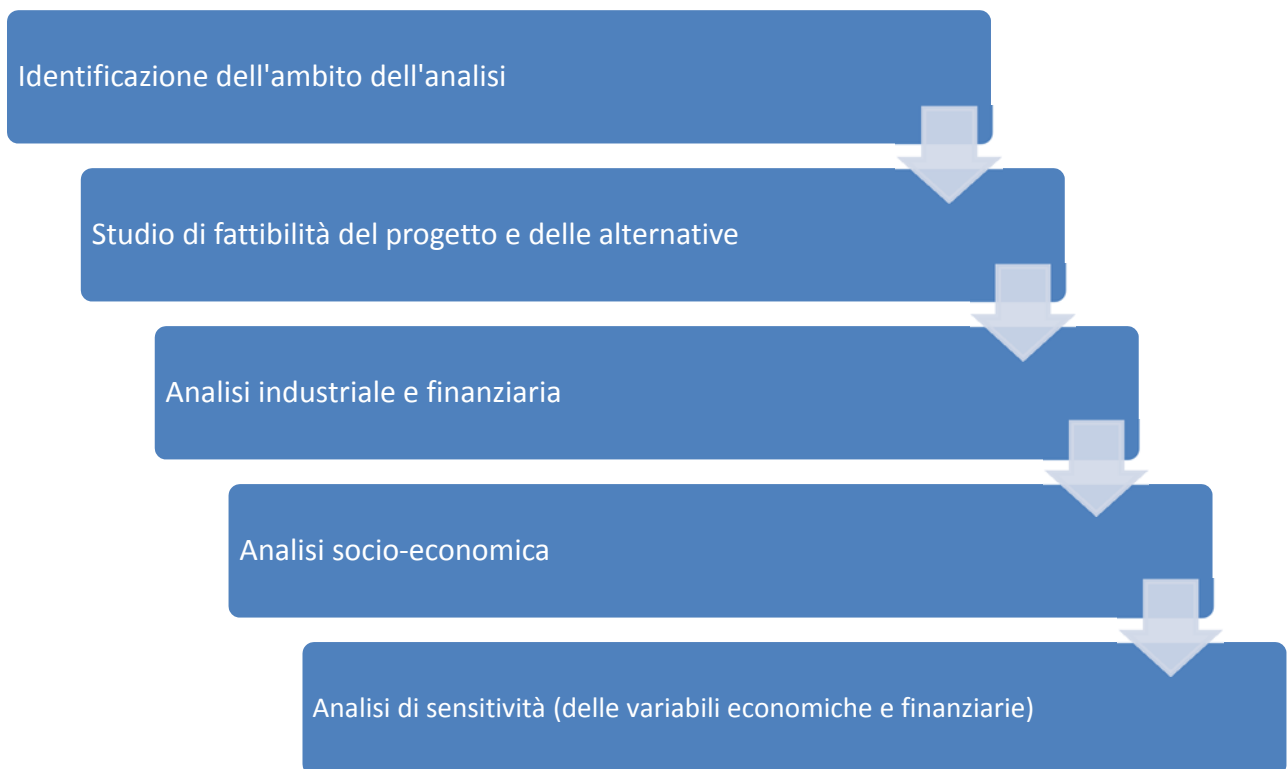 Identificazione dell'ambito dell'analisi
Studio di fattibilità del progetto e delle alternative
Analisi industriale e finanziaria
Analisi socio-economica
Analisi di sensitività (delle variabili economiche e finanziarie)